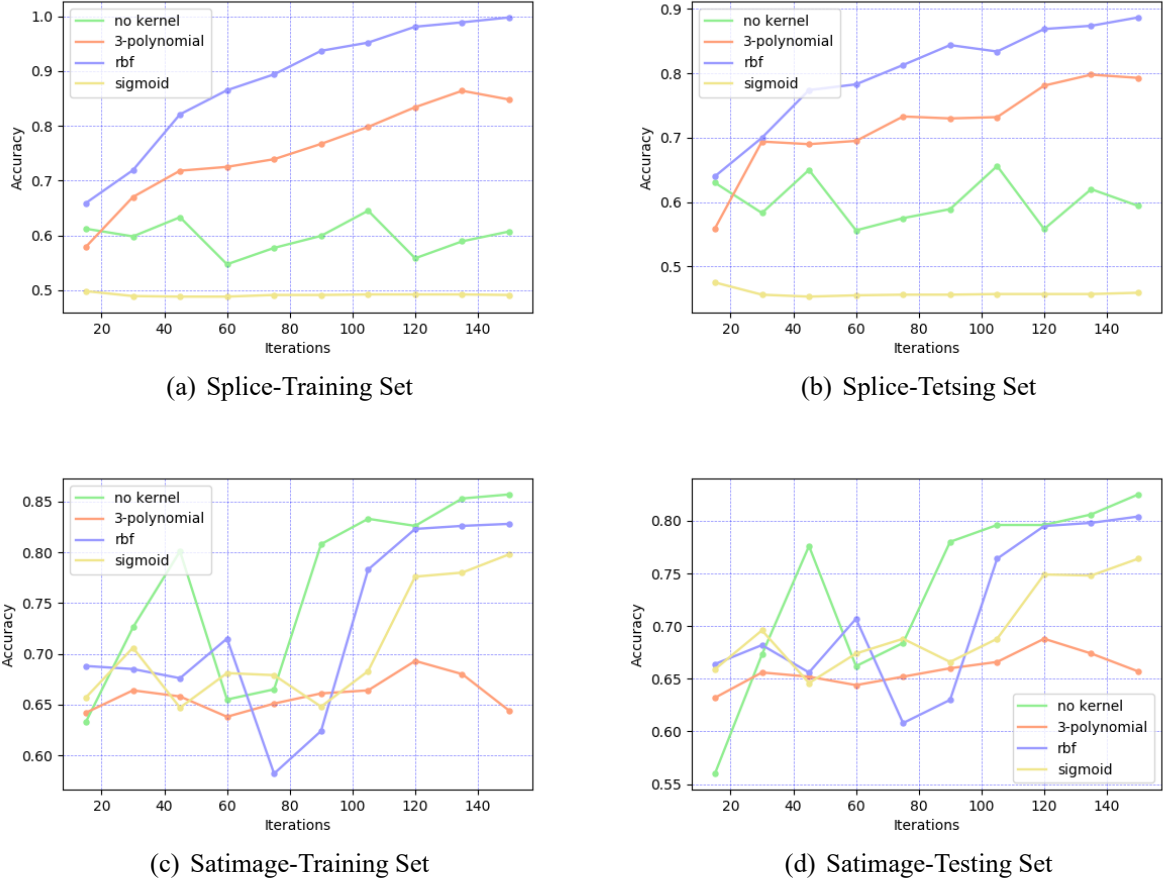 1.0
0.9
0.8
0.7
0.6
0.5
Accuracy
no kernel
3-polynomial
rbf
sigmoid
20 40 60 80 100 120 140
Iterations
(a) Splice-Training Set
0.9
0.8
0.7
0.6
0.5
Accuracy
no kernel
3-polynomial
rbf
sigmoid
20 40 60 80 100 120 140
Iterations
(b) Splice-Tetsing Set
0.85
0.80
0.75
0.70
0.65
0.60
Accuracy
no kernel
3-polynomial
rbf
sigmoid
20 40 60 80 100 120 140
Iterations
(c) Satimage-Training Set
0.80
0.75
0.70
0.65
0.60
0.55
Accuracy
no kernel
3-polynomial
rbf
sigmoid
20 40 60 80 100 120 140
Iterations
(d) Satimage-Testing Set